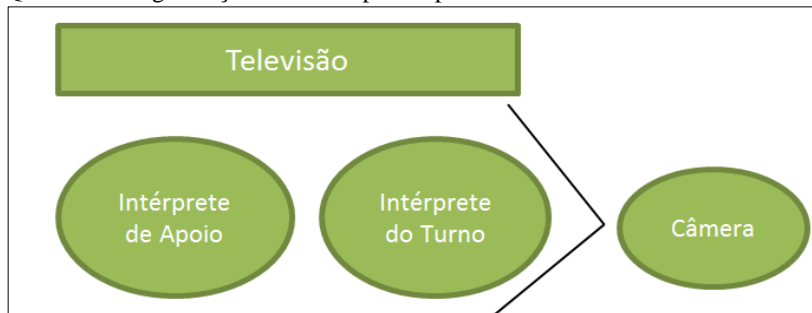 Televisão
Intérprete
de Apoio
Intérprete
do Turno
Câmera